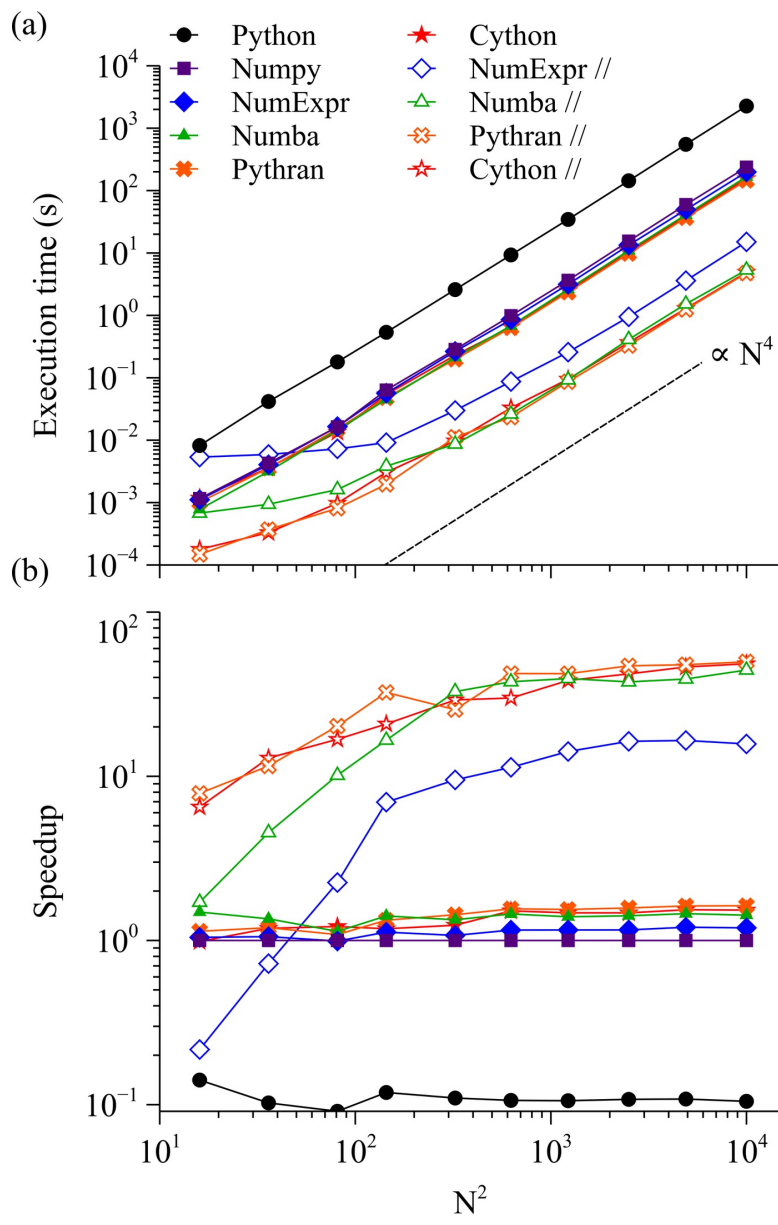 (a)
Python
Cython
Numpy
NumExpr //
NumExpr
Numba //
Numba
Pythran //
Pythran
Cython //
10^4
10^3
10^2
10^1
10^0
10^-1
10^-2
10^-3
10^-4
Execution time (s)
∝ N^4
(b)
10^2
10^1
10^0
10^-1
Speedup
10^1
10^2
10^3
10^4
N^2